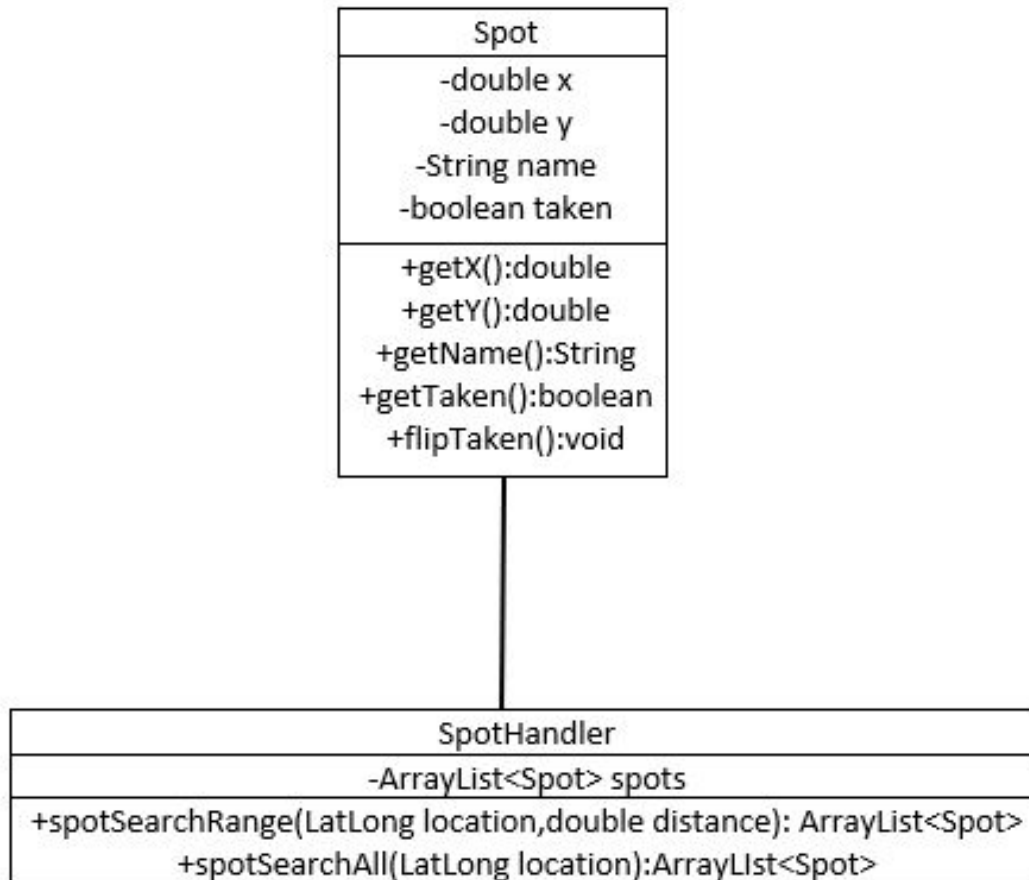 Spot
-double x
-double y
-String name
-boolean taken
+getX():double
+getY():double
+getName():String
+getTaken():boolean
+flipTaken():void
SpotHandler
-ArrayList<Spot> spots
+spotSearchRange(LatLong location,double distance): ArrayList<Spot>
+spotSearchAll(LatLong location):ArrayLIst<Spot>